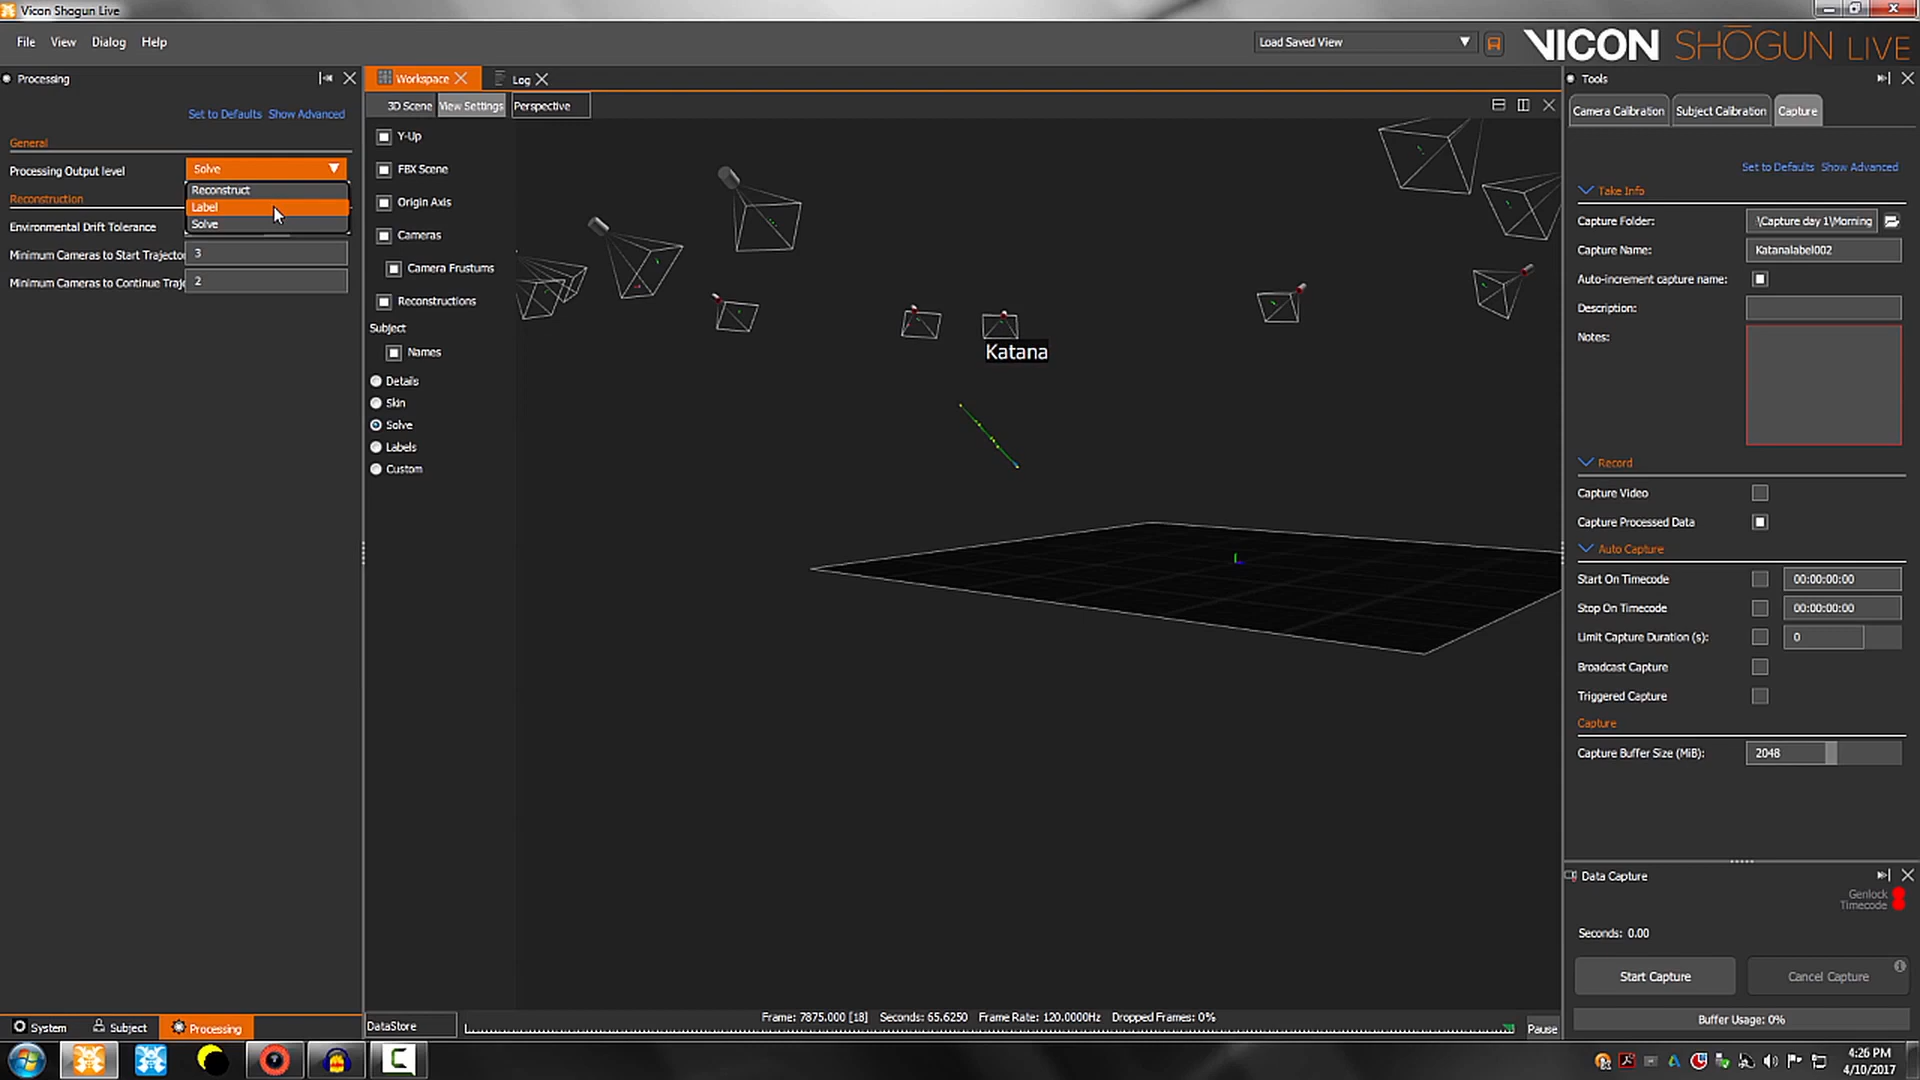 Vicon Shogun Live
File View Dialog Help
Load Saved View
VICON SHOGUN LIVE
Processing
Set to Defaults Show Advanced
General
Processing Output level Solve
Reconstruct
Label
Solve
Reconstruction
Environmental Drift Tolerance
Minimum Cameras to Start Trajector 3
Minimum Cameras to Continue Traje 2
System Subject Processing
Workspace Log
3D Scene View Settings Perspective
Y-Up
FBX Scene
Origin Axis
Cameras
Camera Frustums
Reconstructions
Subject
Names
Details
Skin
Solve
Labels
Custom
Katana
DataStore
Frame: 7875.000 [18] Seconds: 65.6250 Frame Rate: 120.0000Hz Dropped Frames: 0%
Pause
Tools
Camera Calibration Subject Calibration Capture
Set to Defaults Show Advanced
Take Info
Capture Folder: :\Capture day 1\Morning
Capture Name: Katanalabel002
Auto-increment capture name:
Description:
Notes:
Record
Capture Video
Capture Processed Data
Auto Capture
Start On Timecode 00:00:00:00
Stop On Timecode 00:00:00:00
Limit Capture Duration (s): 0
Broadcast Capture
Triggered Capture
Capture
Capture Buffer Size (MiB): 2048
Data Capture
Genlock
Timecode
Seconds: 0.00
Start Capture Cancel Capture
Buffer Usage: 0%
4:26 PM
4/10/2017